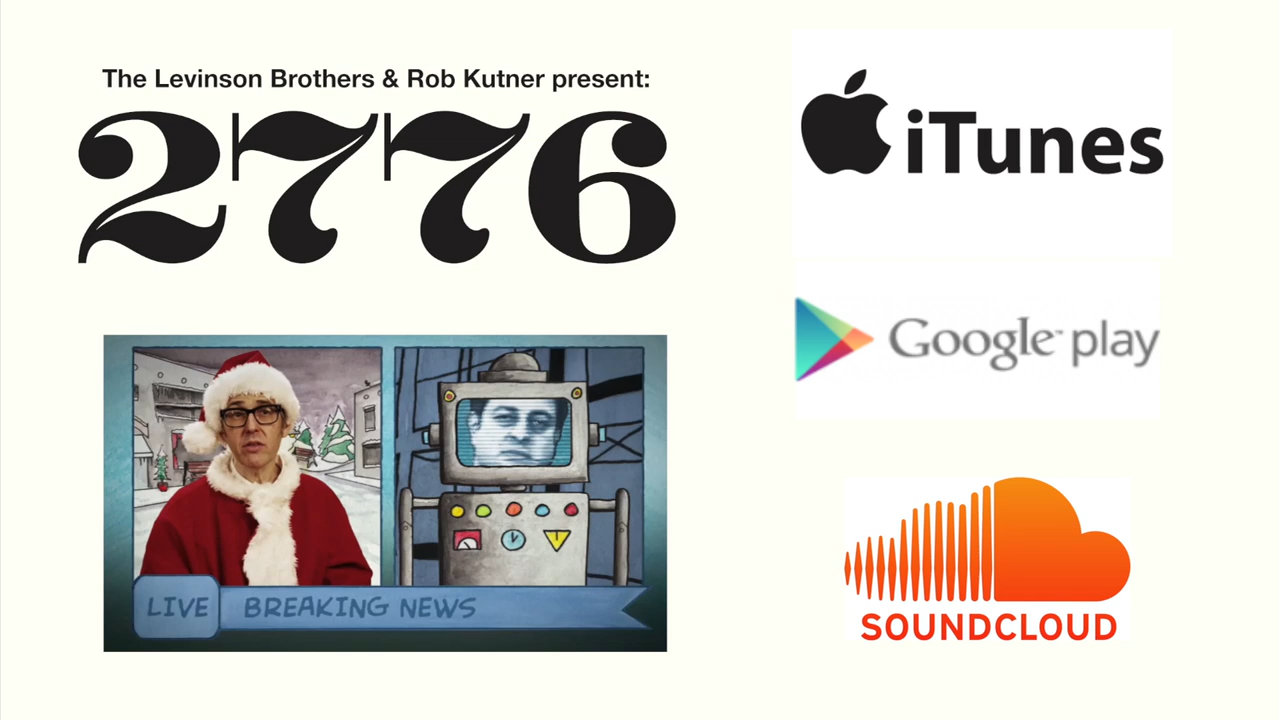 The Levinson Brothers & Rob Kutner present:
2776
iTunes
Google play
LIVE BREAKING NEWS
SOUNDCLOUD